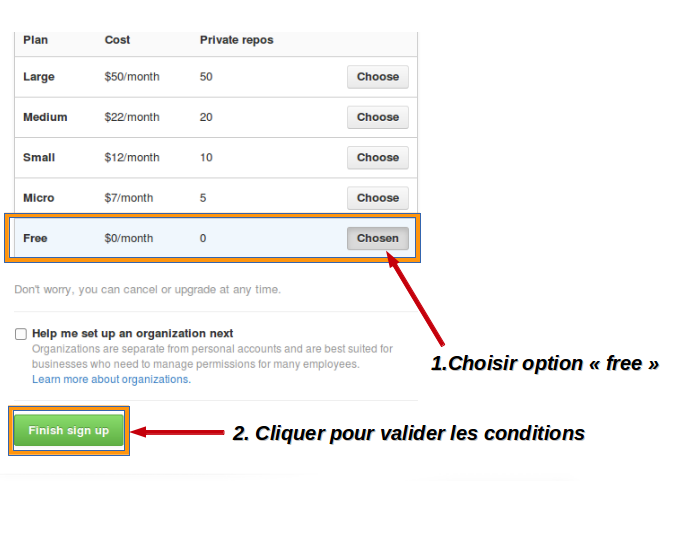 Plan Cost Private repos
Large $50/month 50 Choose
Medium $22/month 20 Choose
Small $12/month 10 Choose
Micro $7/month 5 Choose
Free $0/month 0 Chosen
Don't worry, you can cancel or upgrade at any time.
Help me set up an organization next
Organizations are separate from personal accounts and are best suited for
businesses who need to manage permissions for many employees.
Learn more about organizations.
1.Choisir option « free »
Finish sign up
2. Cliquer pour valider les conditions